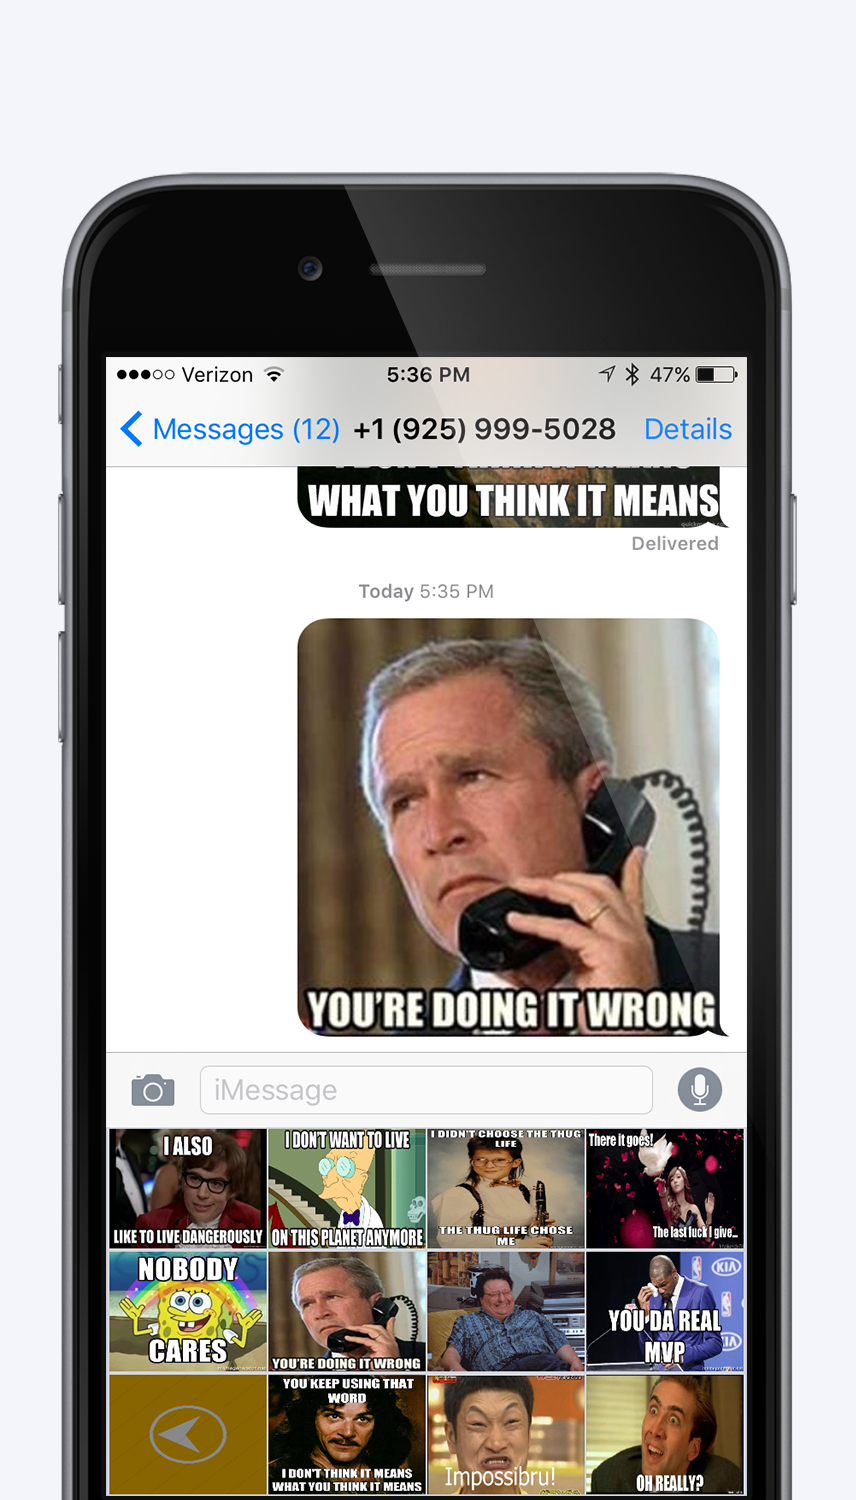 Verizon 5:36 PM 47%
Messages (12) +1 (925) 999-5028 Details
WHAT YOU THINK IT MEANS
Delivered
Today 5:35 PM
YOU'RE DOING IT WRONG
iMessage
I ALSO
LIKE TO LIVE DANGEROUSLY
I DON'T WANT TO LIVE
ON THIS PLANET ANYMORE
I DIDN'T CHOOSE THE THUG
LIFE
THE THUG LIFE CHOSE
ME
There it goes!
The last fuck I give...
NOBODY
CARES
YOU'RE DOING IT WRONG
KIA
YOU DA REAL
MVP
YOU KEEP USING THAT
WORD
I DON'T THINK IT MEANS
WHAT YOU THINK IT MEANS
Impossibru!
OH REALLY?